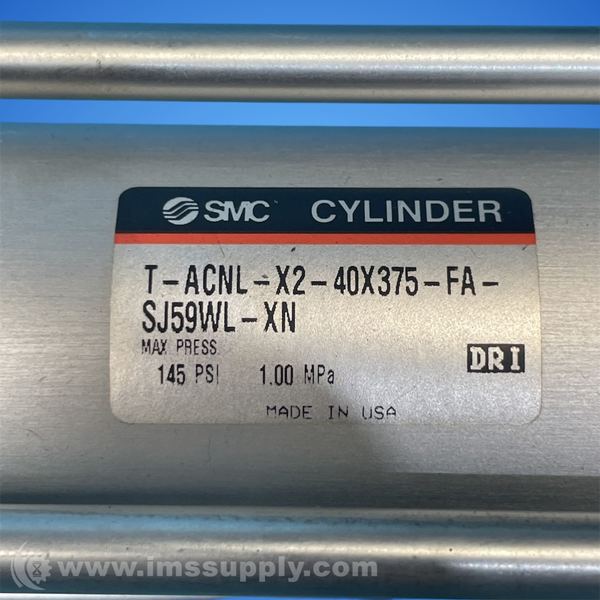 SMC CYLINDER
T-ACNL-X2-40X375-FA-
SJ59WL-XN
MAX PRESS
145 PSI 1.00 MPa
DRI
MADE IN USA
www.imssupply.com